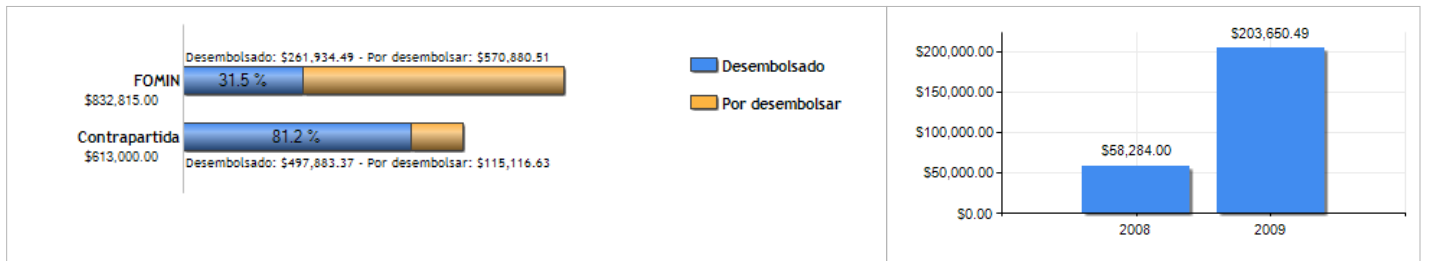 Desembolsado: $261,934.49 - Por desembolsar: $570,880.51
FOMIN
31.5 %
$832,815.00
Contrapartida
81.2 %
$613,000.00
Desembolsado: $497,883.37 - Por desembolsar: $115,116.63
Desembolsado
Por desembolsar
$203,650.49
$200,000.00
$150,000.00
$100,000.00
$58,284.00
$50,000.00
$0.00
2008
2009